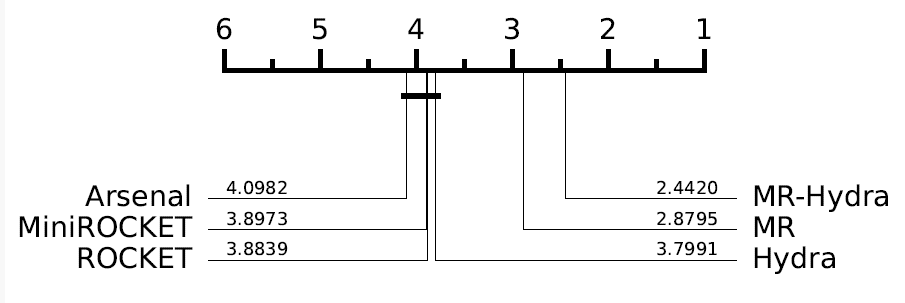 6 5 4 3 2 1
Arsenal 4.0982 2.4420 MR-Hydra
MiniROCKET 3.8973 2.8795 MR
ROCKET 3.8839 3.7991 Hydra